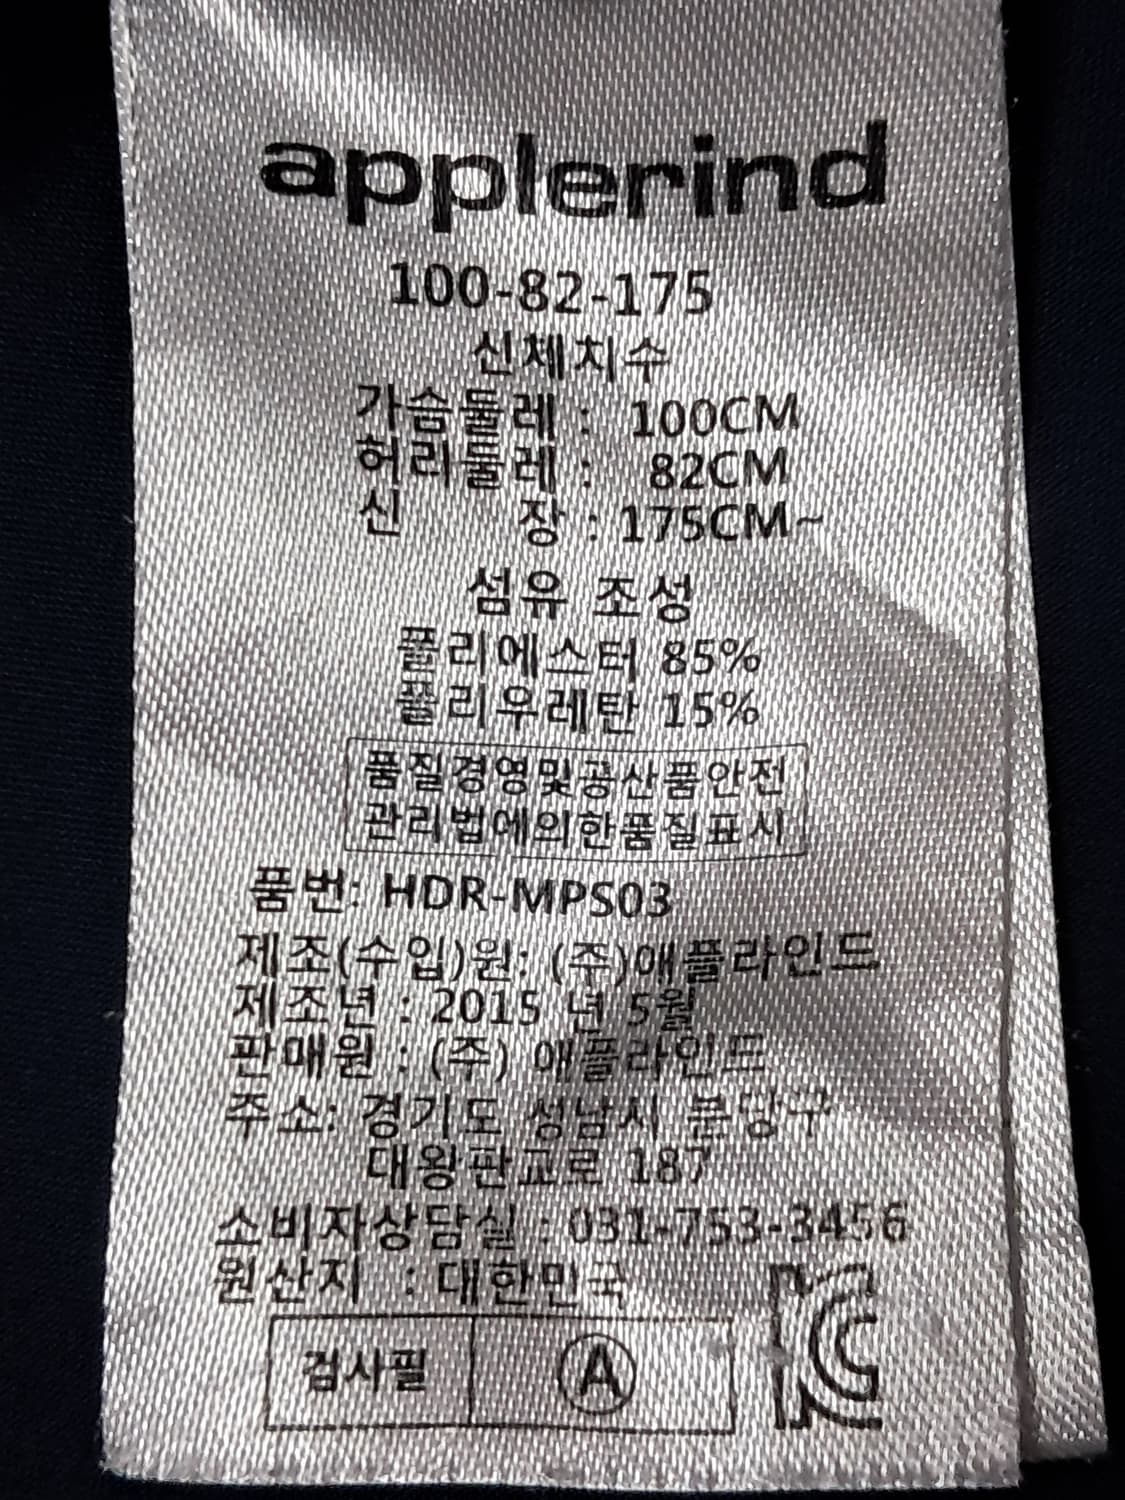 applerind
100-82-175
신체치수
가슴둘레 : 100CM
허리둘레 : 82CM
신 장 : 175CM~
섬유 조성
폴리에스터 85%
폴리우레탄 15%
품질경영및공산품안전
관리법에의한품질표시
품번: HDR-MPS03
제조(수입)원: (주)애플라인드
제조년 : 2015 년 5월
판매원 : (주) 애플라인드
주소: 경기도 성남시 분당구
대왕판교로 187
소비자상담실 : 031-753-3456
원산지 : 대한민국
검사필 A
KC